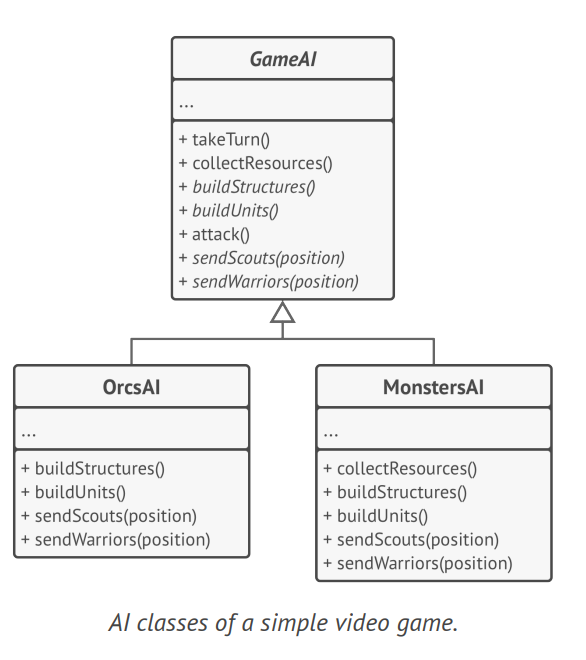 GameAI
...
+ takeTurn()
+ collectResources()
+ buildStructures()
+ buildUnits()
+ attack()
+ sendScouts(position)
+ sendWarriors(position)
OrcsAI
...
+ buildStructures()
+ buildUnits()
+ sendScouts(position)
+ sendWarriors(position)
MonstersAI
...
+ collectResources()
+ buildStructures()
+ buildUnits()
+ sendScouts(position)
+ sendWarriors(position)
AI classes of a simple video game.